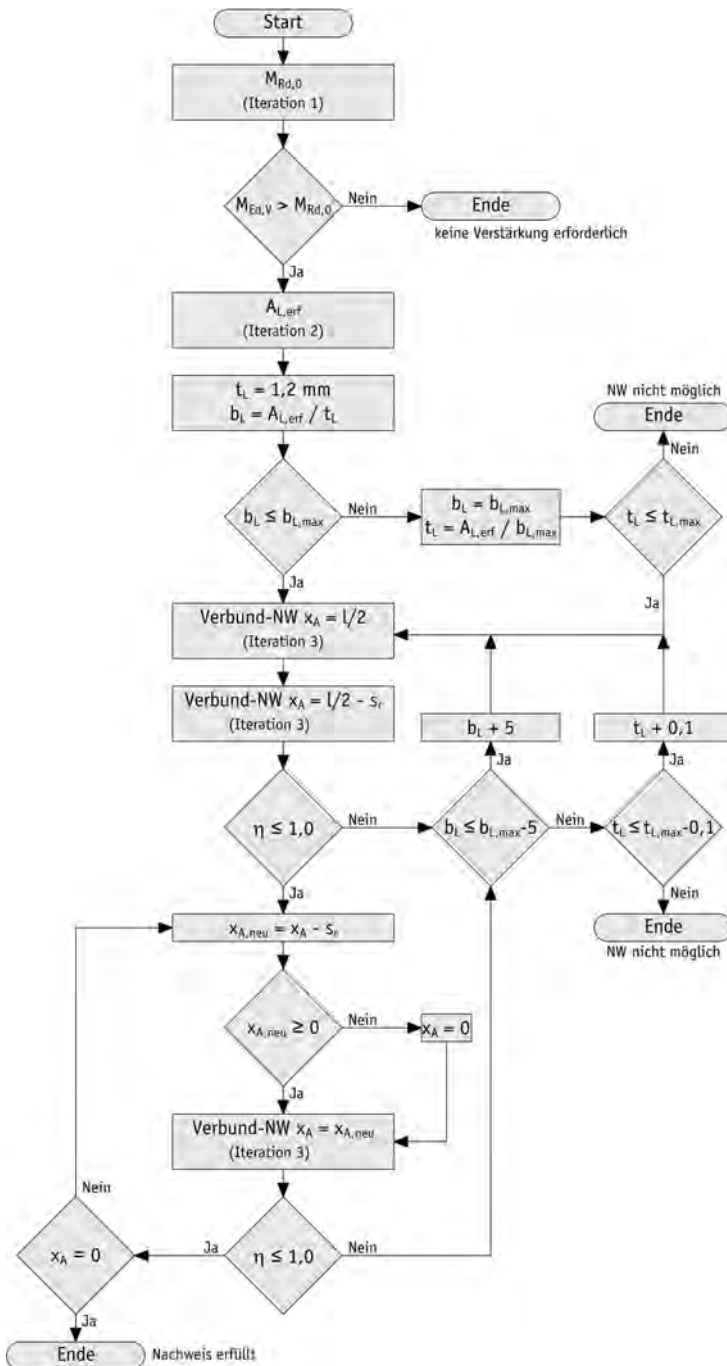 Start
M_Rd,0
(Iteration 1)
M_Ed,V > M_Rd,0
Nein
Ende
keine Verstärkung erforderlich
Ja
A_L,erf
(Iteration 2)
t_L = 1,2 mm
b_L = A_L,erf / t_L
NW nicht möglich
Ende
Nein
b_L ≤ b_L,max
Nein
b_L = b_L,max
t_L = A_L,erf / b_L,max
t_L ≤ t_L,max
Ja
Ja
Verbund-NW x_A = l/2
(Iteration 3)
Verbund-NW x_A = l/2 - s_r
(Iteration 3)
b_L + 5
t_L + 0,1
Ja
Ja
η ≤ 1,0
Nein
b_L ≤ b_L,max-5
Nein
t_L ≤ t_L,max-0,1
Ja
Nein
x_A,neu = x_A - s_r
Ende
NW nicht möglich
x_A,neu ≥ 0
Nein
x_A = 0
Ja
Verbund-NW x_A = x_A,neu
(Iteration 3)
Nein
x_A = 0
Ja
η ≤ 1,0
Nein
Ja
Ende
Nachweis erfüllt